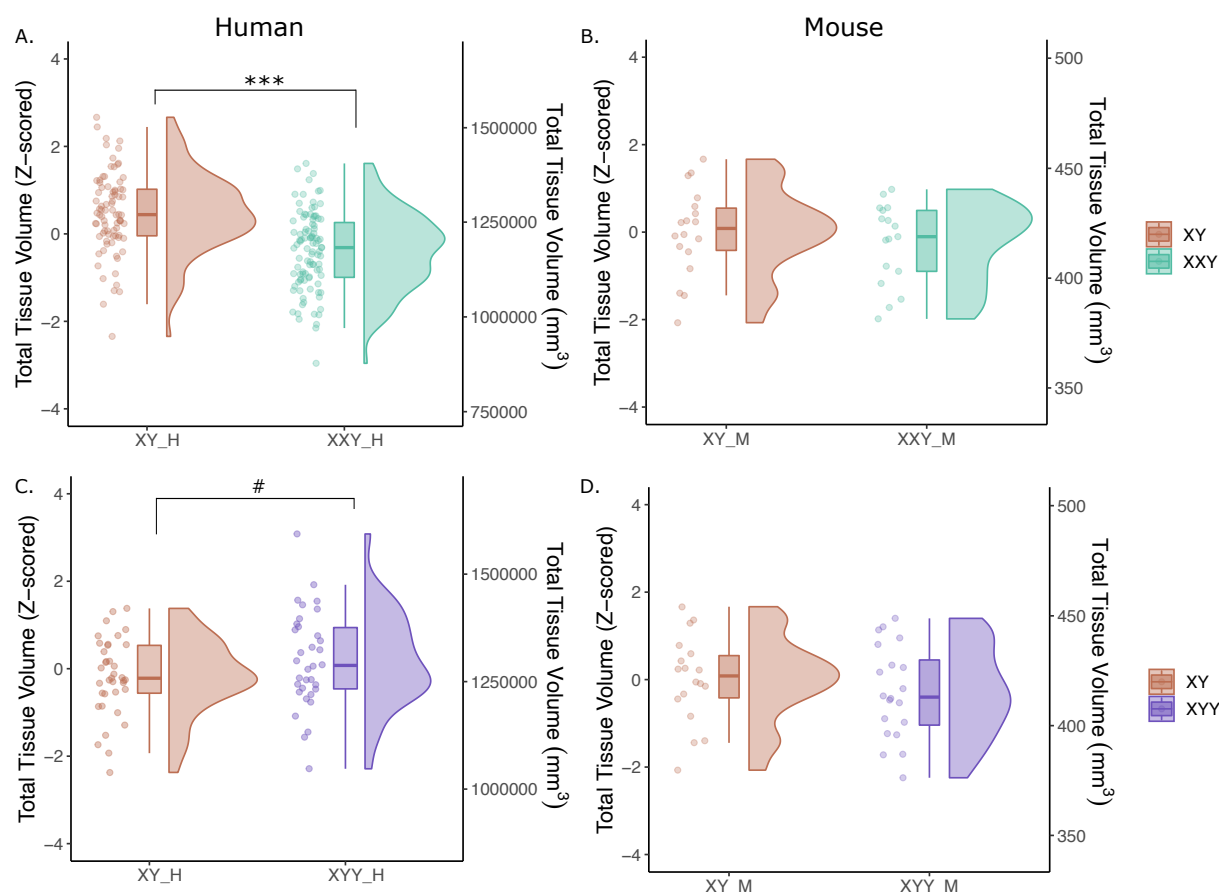 Human
Mouse
A.
Total Tissue Volume (Z−scored)
4
2
0
−2
−4
***
1500000
1250000
1000000
750000
Total Tissue Volume (mm³)
XY_H
XXY_H
B.
Total Tissue Volume (Z−scored)
4
2
0
−2
−4
500
450
400
350
Total Tissue Volume (mm³)
XY_M
XXY_M
XY
XXY
C.
Total Tissue Volume (Z−scored)
4
2
0
−2
−4
#
1500000
1250000
1000000
Total Tissue Volume (mm³)
XY_H
XYY_H
D.
Total Tissue Volume (Z−scored)
4
2
0
−2
−4
500
450
400
350
Total Tissue Volume (mm³)
XY_M
XYY_M
XY
XYY